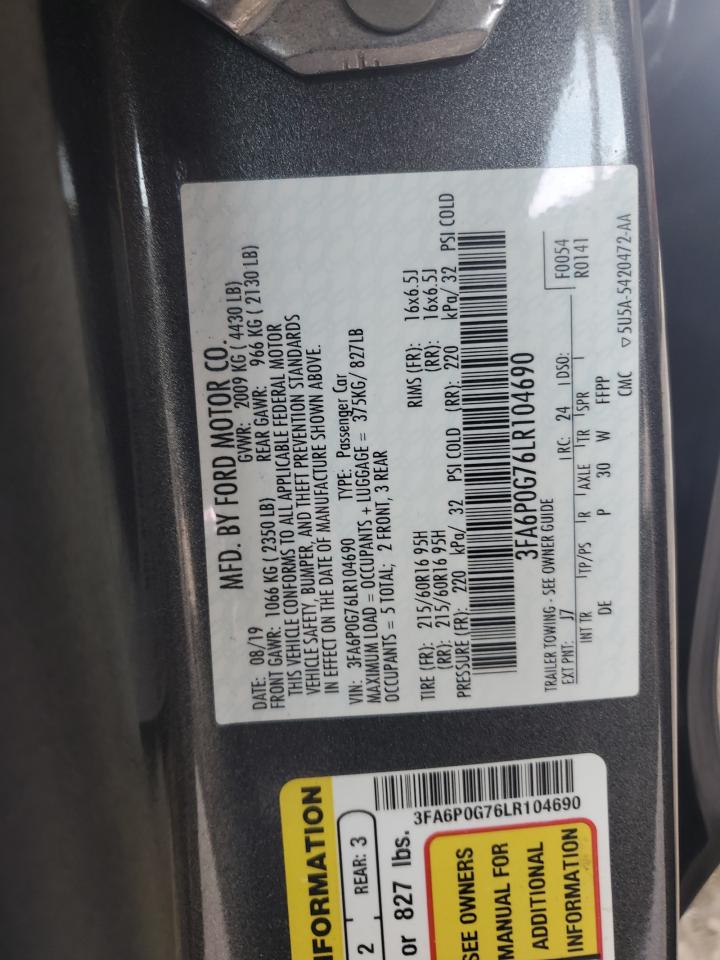 MFD. BY FORD MOTOR CO.
DATE: 08/19 GVWR: 2009 KG ( 4430 LB)
FRONT GAWR: 1066 KG ( 2350 LB) REAR GAWR: 966 KG ( 2130 LB)
THIS VEHICLE CONFORMS TO ALL APPLICABLE FEDERAL MOTOR
VEHICLE SAFETY, BUMPER, AND THEFT PREVENTION STANDARDS
IN EFFECT ON THE DATE OF MANUFACTURE SHOWN ABOVE.
VIN: 3FA6P0G76LR104690 TYPE: Passenger Car
MAXIMUM LOAD = OCCUPANTS + LUGGAGE = 375KG/ 827LB
OCCUPANTS = 5 TOTAL; 2 FRONT, 3 REAR
TIRE (FR): 215/60R16 95H RIMS (FR): 16x6.5J
(RR): 215/60R16 95H (RR): 16x6.5J
PRESSURE (FR): 220 kPa/ 32 PSI COLD (RR): 220 kPa/ 32 PSI COLD
3FA6P0G76LR104690
TRAILER TOWING - SEE OWNER GUIDE
EXT PNT: J7 RC: 24 DSO: F0054
INT TR TP/PS R AXLE TR SPR R0141
DE P 30 W FFPP
CMC ▽5U5A-5420472-AA
INFORMATION
2 REAR: 3
3FA6P0G76LR104690
or 827 lbs.
SEE OWNERS
MANUAL FOR
ADDITIONAL
INFORMATION